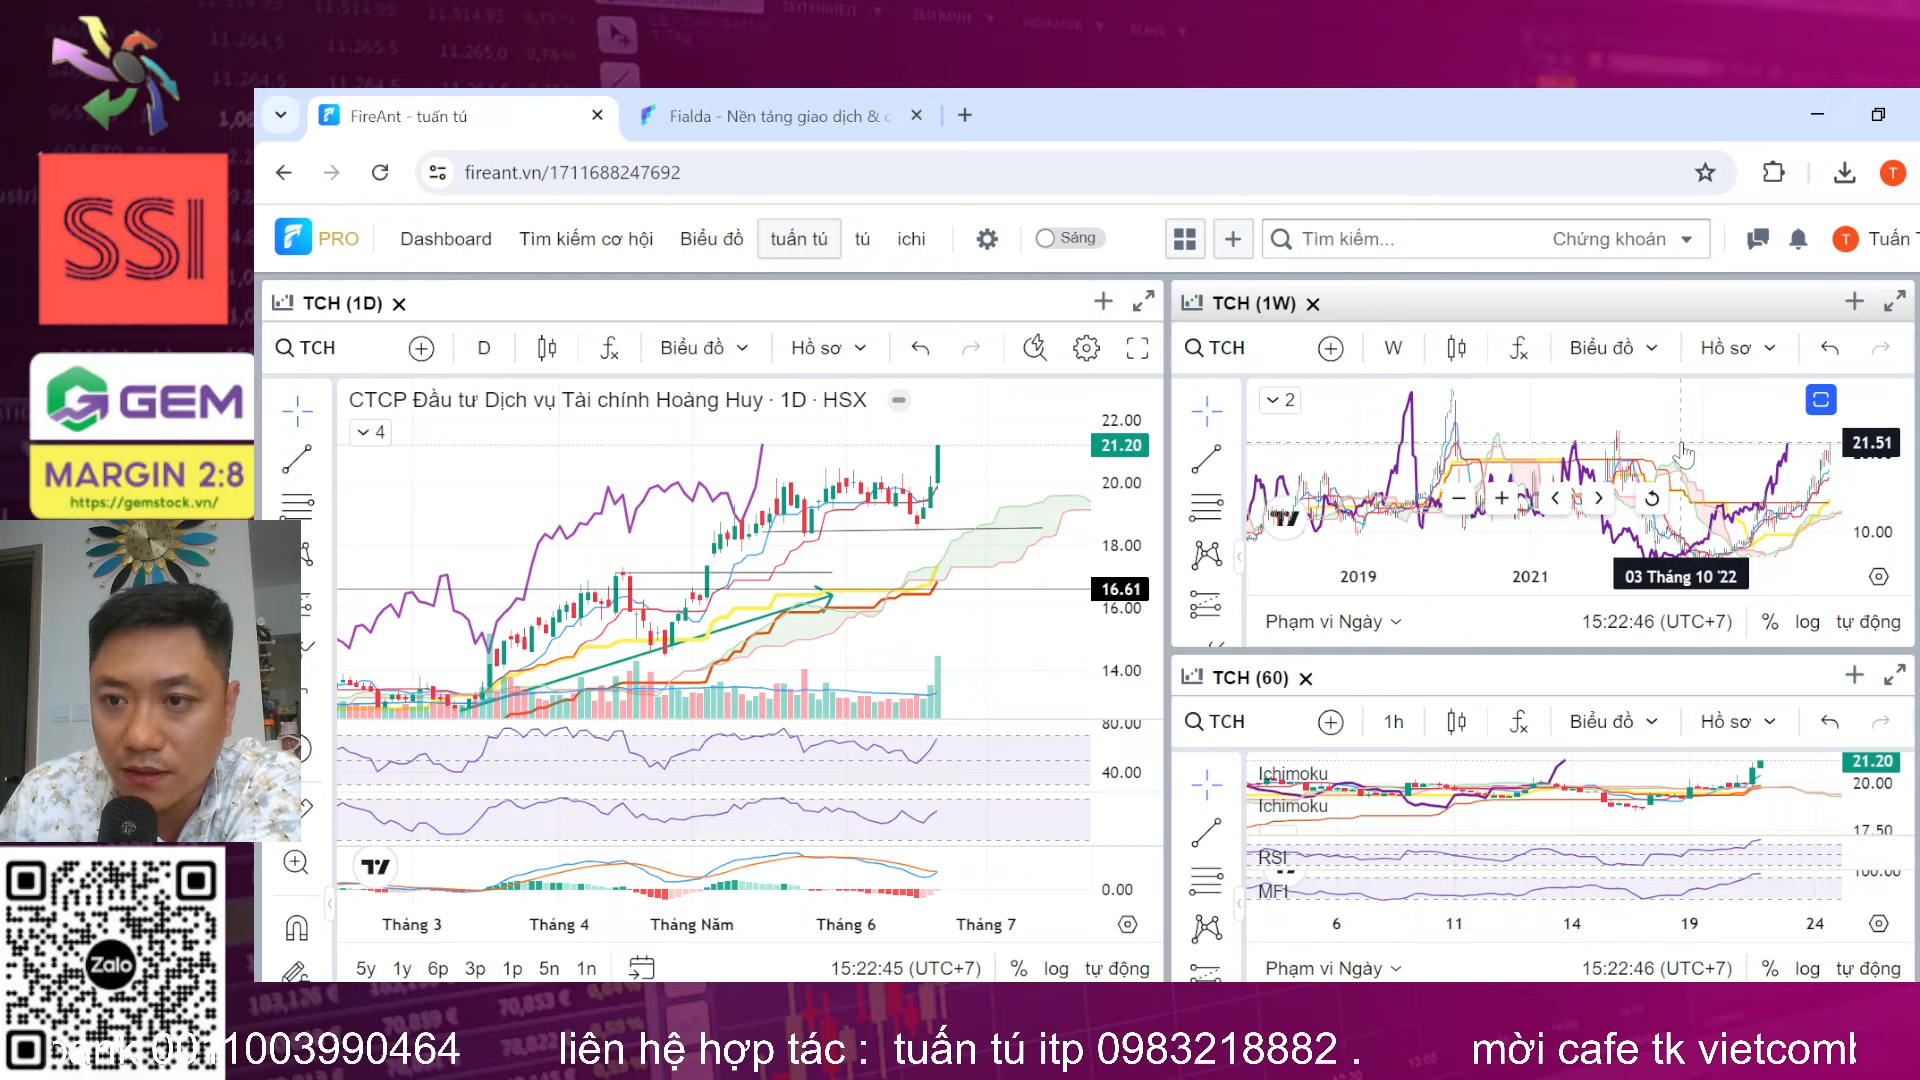 FireAnt - tuấn tú
Fialda - Nền tảng giao dịch & c
fireant.vn/1711688247692
T
PRO
Dashboard
Tìm kiếm cơ hội
Biểu đồ
tuấn tú
tú
ichi
Sáng
Tìm kiếm...
Chứng khoán
T
Tuấn T
SSI
GEM
MARGIN 2:8
https://gemstock.vn/
TCH (1D)
TCH
D
Biểu đồ
Hồ sơ
CTCP Đầu tư Dịch vụ Tài chính Hoàng Huy · 1D · HSX
4
22.00
21.20
20.00
18.00
16.61
16.00
14.00
80.00
40.00
0.00
Tháng 3
Tháng 4
Tháng Năm
Tháng 6
Tháng 7
5y 1y 6p 3p 1p 5n 1n
15:22:45 (UTC+7)
% log tự động
TCH (1W)
TCH
W
Biểu đồ
Hồ sơ
2
21.51
10.00
2019
2021
03 Tháng 10 '22
Phạm vi Ngày
15:22:46 (UTC+7)
% log tự động
TCH (60)
TCH
1h
Biểu đồ
Hồ sơ
Ichimoku
Ichimoku
21.20
20.00
17.50
RSI
MFI
100.00
6
11
14
19
24
Phạm vi Ngày
15:22:46 (UTC+7)
% log tự động
Zalo
0011003990464 liên hệ hợp tác : tuấn tú itp 0983218882 . mời cafe tk vietcomb